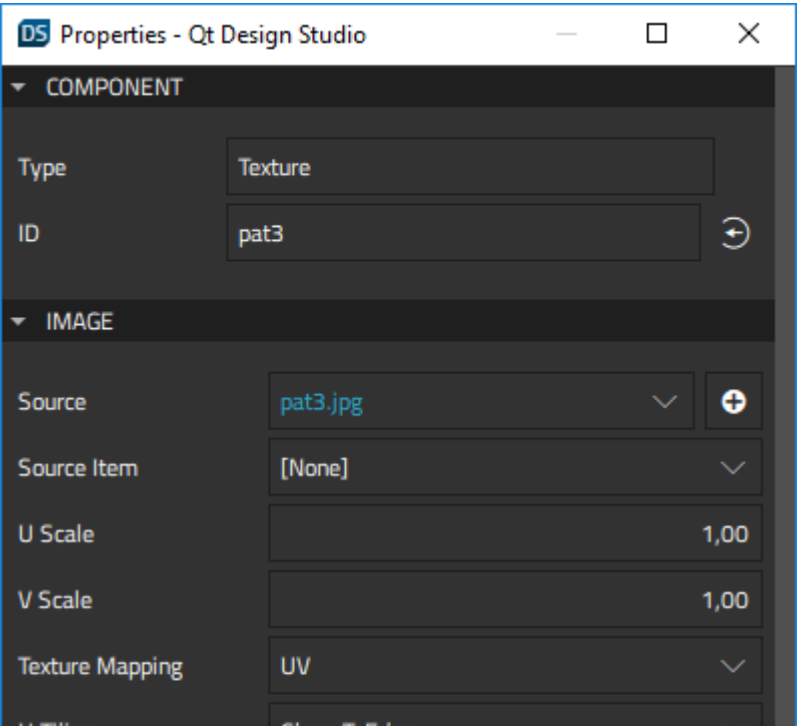 DS Properties - Qt Design Studio
COMPONENT
Type Texture
ID pat3
IMAGE
Source pat3.jpg
Source Item [None]
U Scale 1,00
V Scale 1,00
Texture Mapping UV